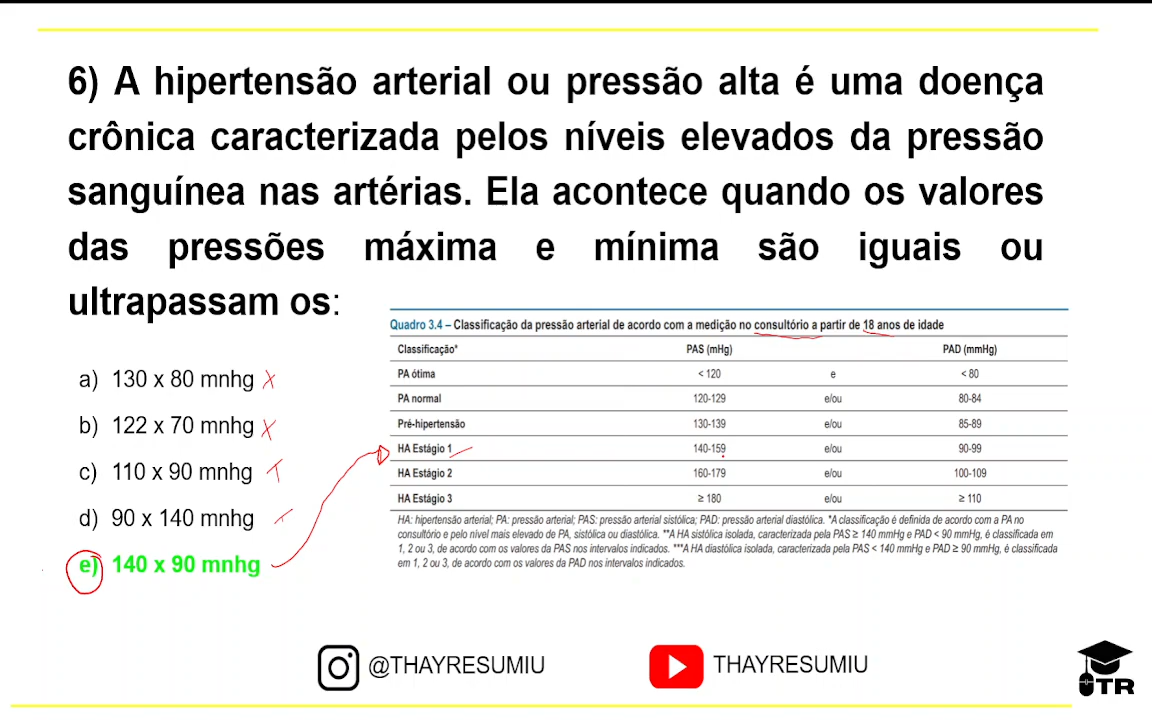 6) A hipertensão arterial ou pressão alta é uma doença
crônica caracterizada pelos níveis elevados da pressão
sanguínea nas artérias. Ela acontece quando os valores
das pressões máxima e mínima são iguais ou
ultrapassam os:
a) 130 x 80 mnhg
b) 122 x 70 mnhg
c) 110 x 90 mnhg
d) 90 x 140 mnhg
e) 140 x 90 mnhg
Quadro 3.4 – Classificação da pressão arterial de acordo com a medição no consultório a partir de 18 anos de idade
Classificação* PAS (mHg) PAD (mmHg)
PA ótima < 120 e < 80
PA normal 120-129 e/ou 80-84
Pré-hipertensão 130-139 e/ou 85-89
HA Estágio 1 140-159 e/ou 90-99
HA Estágio 2 160-179 e/ou 100-109
HA Estágio 3 ≥ 180 e/ou ≥ 110
HA: hipertensão arterial; PA: pressão arterial; PAS: pressão arterial sistólica; PAD: pressão arterial diastólica. *A classificação é definida de acordo com a PA no
consultório e pelo nível mais elevado de PA, sistólica ou diastólica. **A HA sistólica isolada, caracterizada pela PAS ≥ 140 mmHg e PAD < 90 mmHg, é classificada em
1, 2 ou 3, de acordo com os valores da PAS nos intervalos indicados. ***A HA diastólica isolada, caracterizada pela PAS < 140 mmHg e PAD ≥ 90 mmHg, é classificada
em 1, 2 ou 3, de acordo com os valores da PAD nos intervalos indicados.
@THAYRESUMIU
THAYRESUMIU
TR